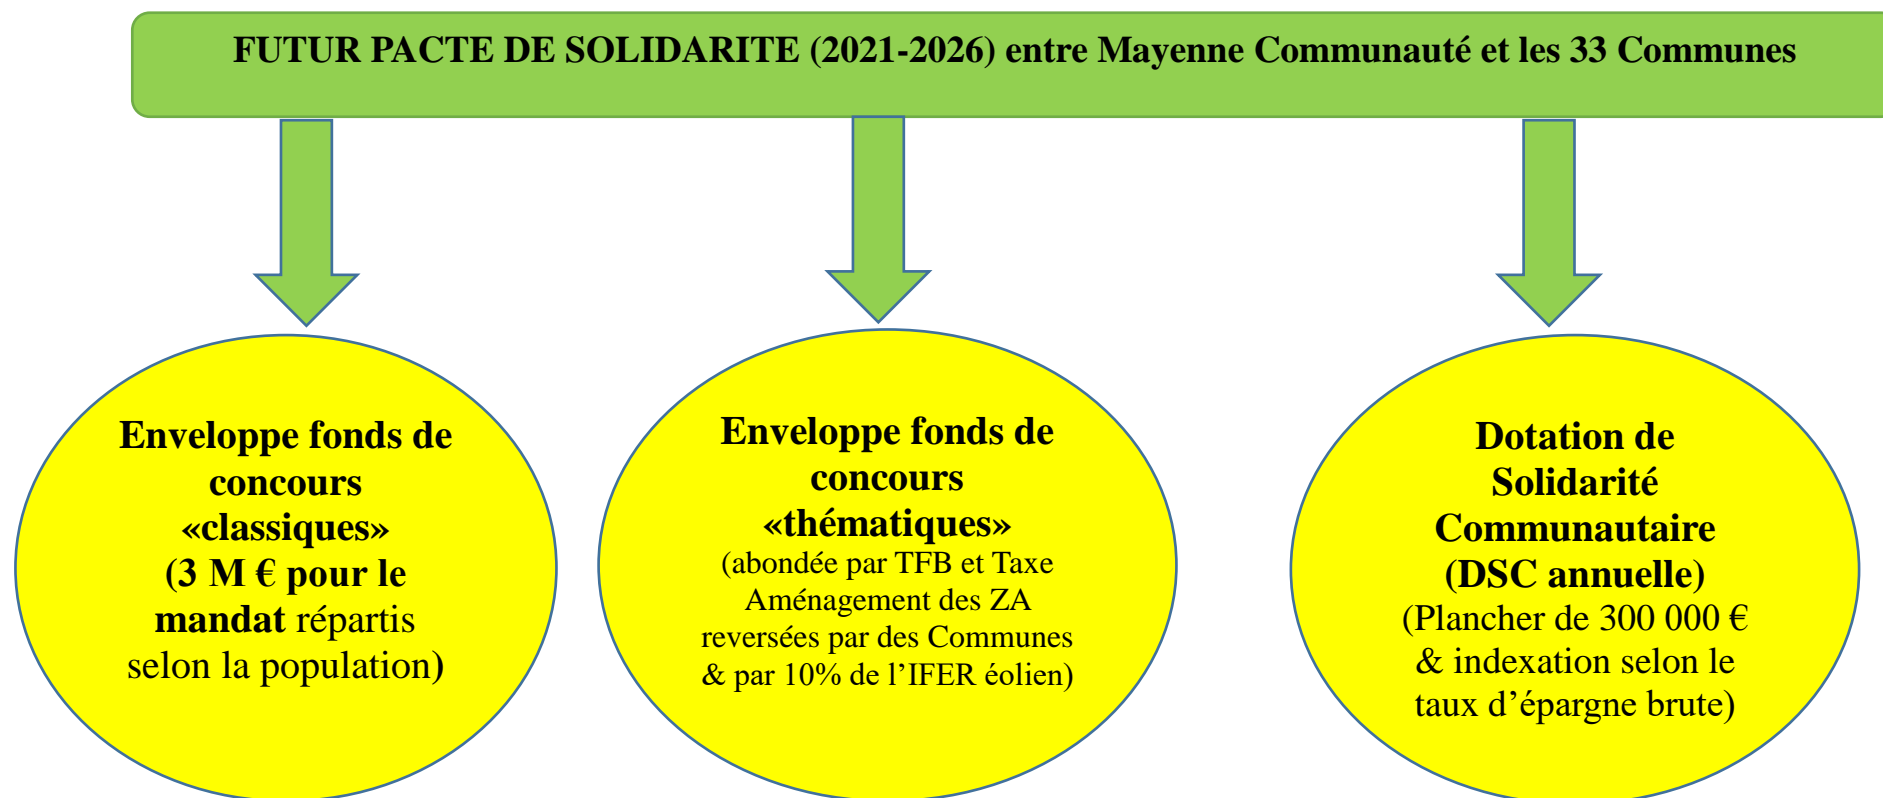 FUTUR PACTE DE SOLIDARITE (2021-2026) entre Mayenne Communauté et les 33 Communes
Enveloppe fonds de
concours
«classiques»
(3 M € pour le
mandat répartis
selon la population)
Enveloppe fonds de
concours
«thématiques»
(abondée par TFB et Taxe
Aménagement des ZA
reversées par des Communes
& par 10% de l’IFER éolien)
Dotation de
Solidarité
Communautaire
(DSC annuelle)
(Plancher de 300 000 €
& indexation selon le
taux d’épargne brute)